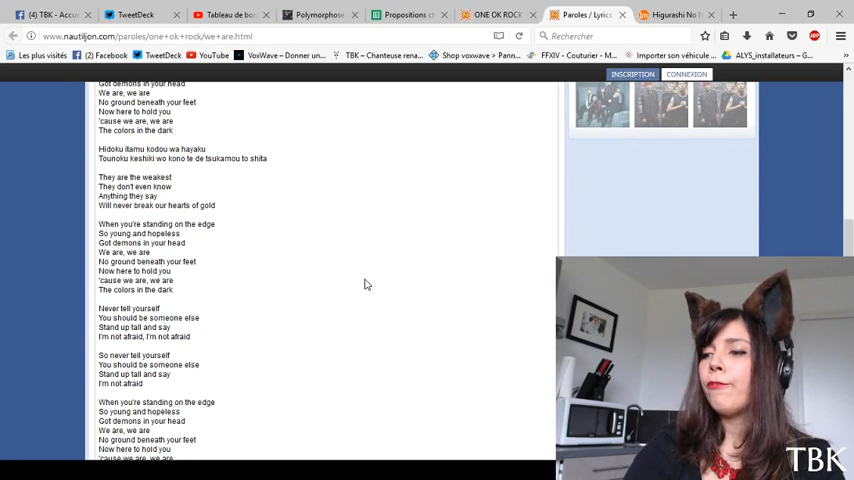 (4) TBK - Accue
TweetDeck
Tableau de bor
Polymorphose
Propositions ch
ONE OK ROCK
Paroles / Lyrics
Higurashi No N
www.nautiljon.com/paroles/one+ok+rock/we+are.html
Rechercher
Les plus visités
(4) Facebook
TweetDeck
YouTube
VoxWave – Donner un...
TBK – Chanteuse rena...
Shop voxwave > Pann...
FFXIV - Couturier - M...
Importer son véhicule ...
ALYS_installateurs – G...
INSCRIPTION
CONNEXION
Got demons in your head
We are, we are
No ground beneath your feet
Now here to hold you
'cause we are, we are
The colors in the dark
Hidoku itamu kodou wa hayaku
Tounoku keshiki wo kono te de tsukamou to shita
They are the weakest
They don't even know
Anything they say
Will never break our hearts of gold
When you're standing on the edge
So young and hopeless
Got demons in your head
We are, we are
No ground beneath your feet
Now here to hold you
'cause we are, we are
The colors in the dark
Never tell yourself
You should be someone else
Stand up tall and say
I'm not afraid, I'm not afraid
So never tell yourself
You should be someone else
Stand up tall and say
I'm not afraid
When you're standing on the edge
So young and hopeless
Got demons in your head
We are, we are
No ground beneath your feet
Now here to hold you
'cause we are, we are
TBK